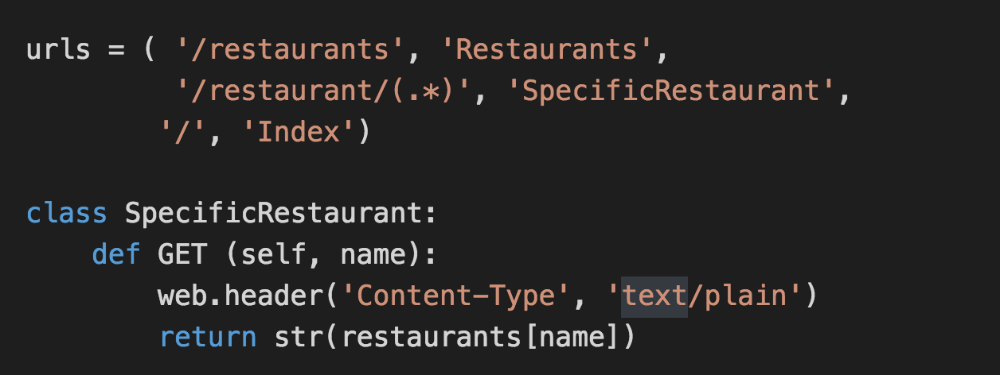 urls = ( '/restaurants', 'Restaurants',
'/restaurant/(.*)', 'SpecificRestaurant',
'/', 'Index')
class SpecificRestaurant:
def GET (self, name):
web.header('Content-Type', 'text/plain')
return str(restaurants[name])